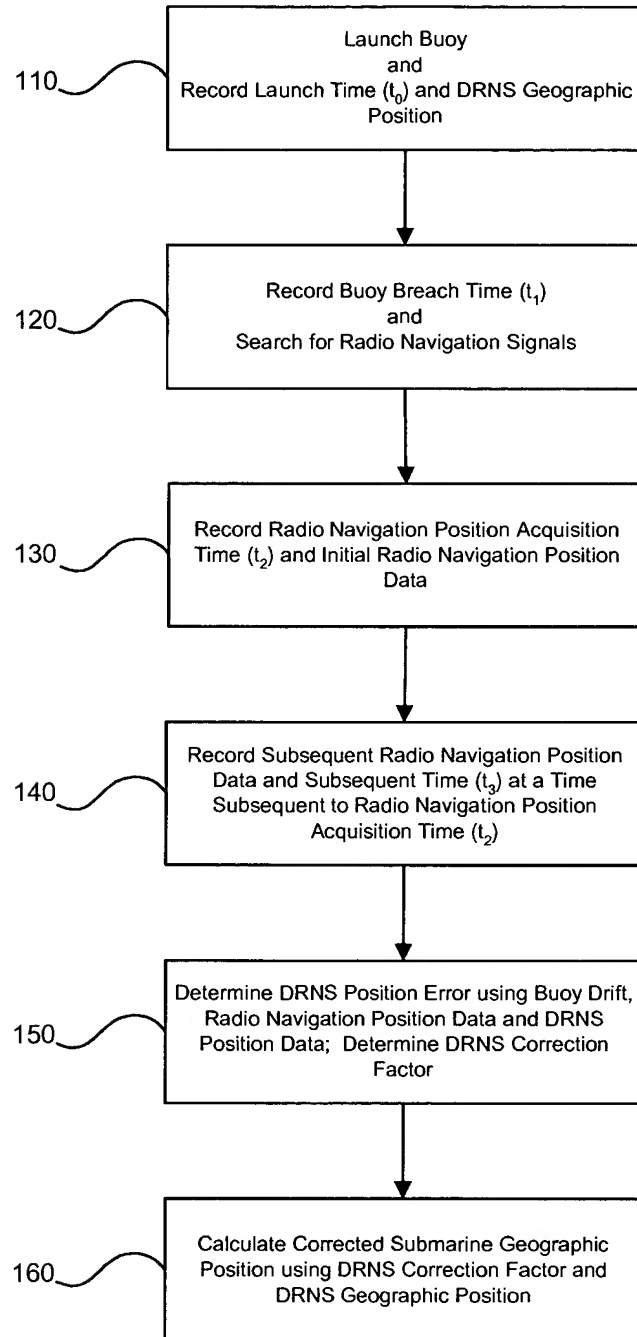 110
Launch Buoy
and
Record Launch Time (t₀) and DRNS Geographic
Position
120
Record Buoy Breach Time (t₁)
and
Search for Radio Navigation Signals
130
Record Radio Navigation Position Acquisition
Time (t₂) and Initial Radio Navigation Position
Data
140
Record Subsequent Radio Navigation Position
Data and Subsequent Time (t₃) at a Time
Subsequent to Radio Navigation Position
Acquisition Time (t₂)
150
Determine DRNS Position Error using Buoy Drift,
Radio Navigation Position Data and DRNS
Position Data; Determine DRNS Correction
Factor
160
Calculate Corrected Submarine Geographic
Position using DRNS Correction Factor and
DRNS Geographic Position